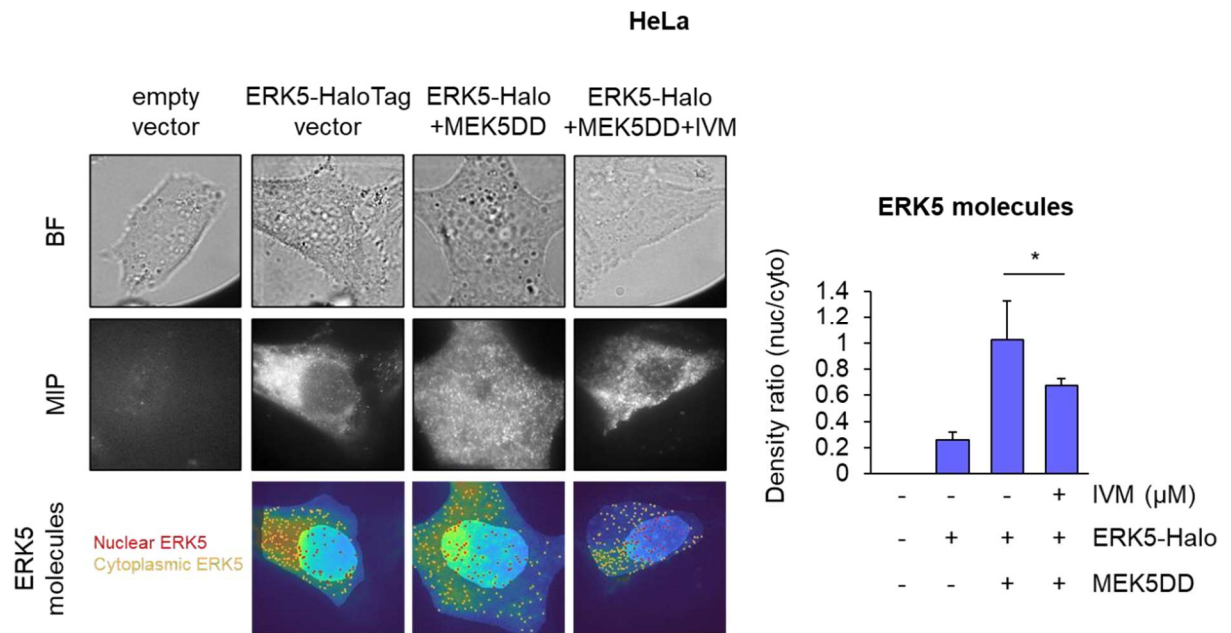 HeLa
empty
vector
ERK5-HaloTag
vector
ERK5-Halo
+MEK5DD
ERK5-Halo
+MEK5DD+IVM
BF
MIP
ERK5
molecules
Nuclear ERK5
Cytoplasmic ERK5
ERK5 molecules
*
Density ratio (nuc/cyto)
1.4
1.2
1
0.8
0.6
0.4
0.2
0
- - - + IVM (µM)
- + + + ERK5-Halo
- - + + MEK5DD